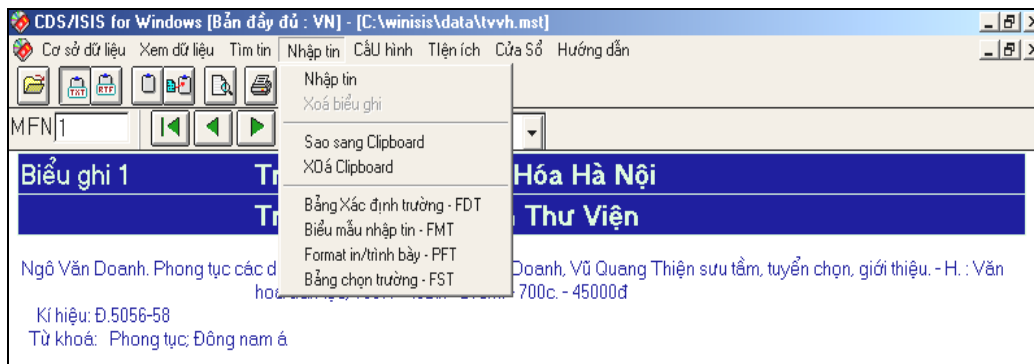 CDS/ISIS for Windows [Bản đầy đủ : VN] - [C:\winisis\data\tvvh.mst]
Cơ sở dữ liệu Xem dữ liệu Tìm tin Nhập tin CấU hình TIện ích Cửa Sổ Hướng dẫn
TXT RTF
Nhập tin
Xoá biểu ghi
MFN 1
Sao sang Clipboard
XOá Clipboard
Bảng Xác định trường - FDT
Biểu mẫu nhập tin - FMT
Format in/trình bày - PFT
Bảng chọn trường - FST
Biểu ghi 1 Hóa Hà Nội
Thư Viện
Ngô Văn Doanh. Phong tục các Doanh, Vũ Quang Thiện sưu tầm, tuyển chọn, giới thiệu. - H. : Văn
- 700c. - 45000đ
Kí hiệu: Đ.5056-58
Từ khoá: Phong tục; Đông nam á